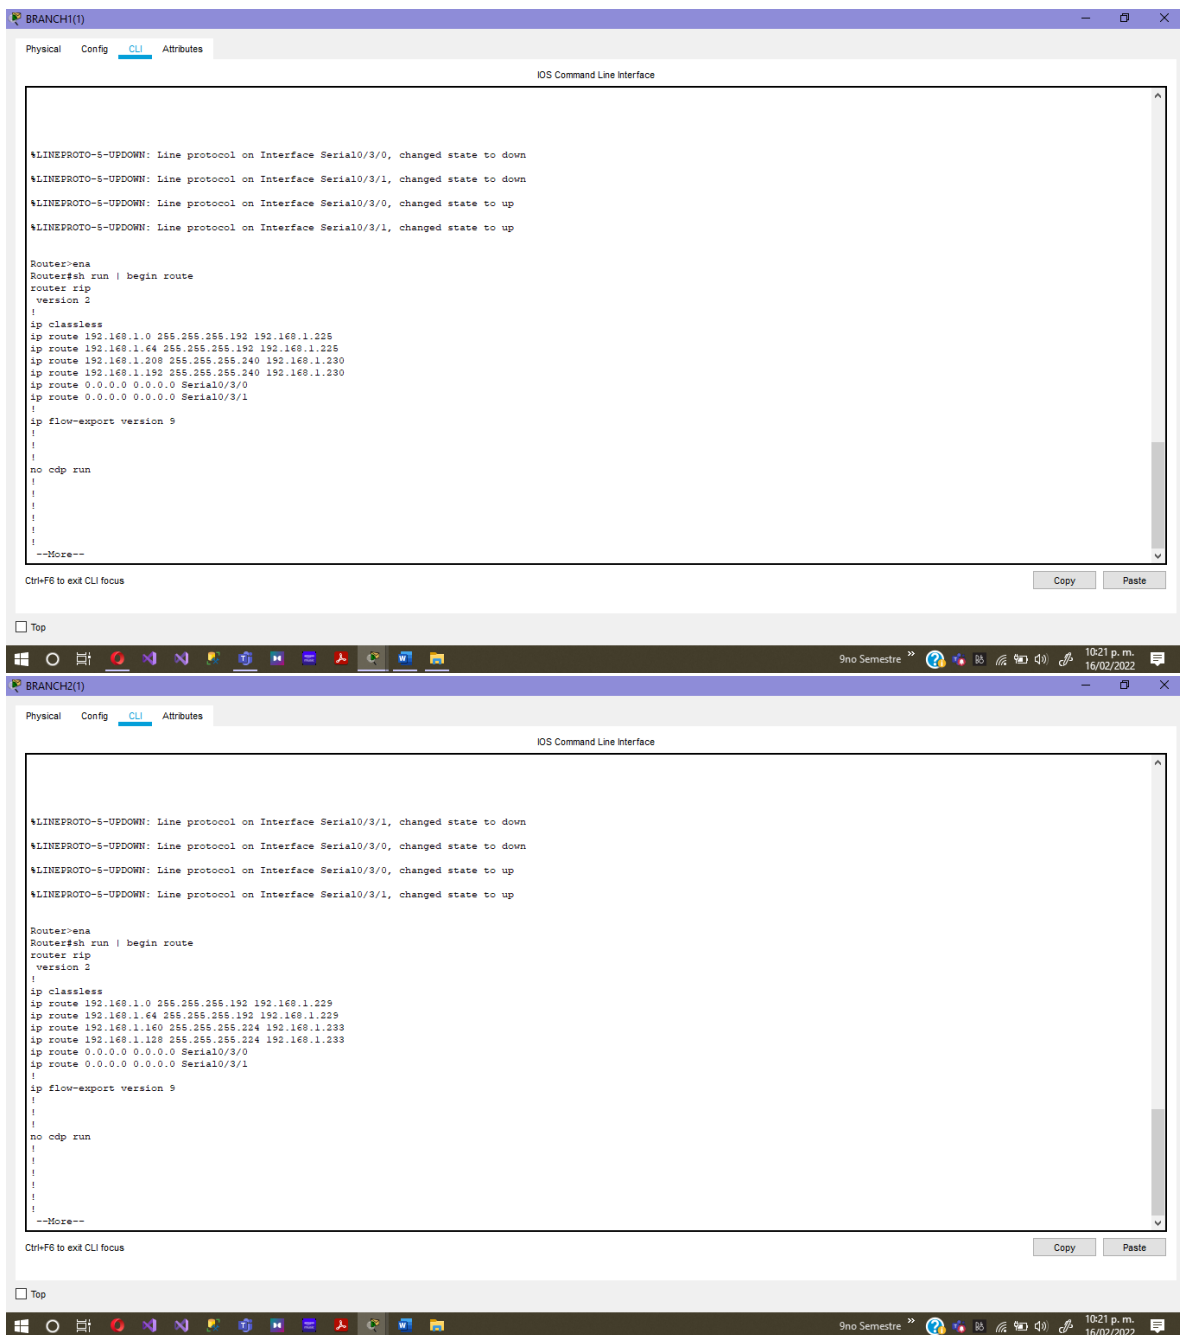 BRANCH1(1)
Physical Config CLI Attributes
IOS Command Line Interface
%LINEPROTO-5-UPDOWN: Line protocol on Interface Serial0/3/0, changed state to down
%LINEPROTO-5-UPDOWN: Line protocol on Interface Serial0/3/1, changed state to down
%LINEPROTO-5-UPDOWN: Line protocol on Interface Serial0/3/0, changed state to up
%LINEPROTO-5-UPDOWN: Line protocol on Interface Serial0/3/1, changed state to up
Router>ena
Router#sh run | begin route
router rip
version 2
!
ip classless
ip route 192.168.1.0 255.255.255.192 192.168.1.225
ip route 192.168.1.64 255.255.255.192 192.168.1.225
ip route 192.168.1.208 255.255.255.240 192.168.1.230
ip route 192.168.1.192 255.255.255.240 192.168.1.230
ip route 0.0.0.0 0.0.0.0 Serial0/3/0
ip route 0.0.0.0 0.0.0.0 Serial0/3/1
!
ip flow-export version 9
!
!
!
no cdp run
!
!
!
!
!
!
--More--
Ctrl+F6 to exit CLI focus
Copy Paste
Top
9no Semestre
10:21 p. m.
16/02/2022
BRANCH2(1)
Physical Config CLI Attributes
IOS Command Line Interface
%LINEPROTO-5-UPDOWN: Line protocol on Interface Serial0/3/1, changed state to down
%LINEPROTO-5-UPDOWN: Line protocol on Interface Serial0/3/0, changed state to down
%LINEPROTO-5-UPDOWN: Line protocol on Interface Serial0/3/0, changed state to up
%LINEPROTO-5-UPDOWN: Line protocol on Interface Serial0/3/1, changed state to up
Router>ena
Router#sh run | begin route
router rip
version 2
!
ip classless
ip route 192.168.1.0 255.255.255.192 192.168.1.229
ip route 192.168.1.64 255.255.255.192 192.168.1.229
ip route 192.168.1.160 255.255.255.224 192.168.1.233
ip route 192.168.1.128 255.255.255.224 192.168.1.233
ip route 0.0.0.0 0.0.0.0 Serial0/3/0
ip route 0.0.0.0 0.0.0.0 Serial0/3/1
!
ip flow-export version 9
!
!
!
no cdp run
!
!
!
!
!
!
--More--
Ctrl+F6 to exit CLI focus
Copy Paste
Top
9no Semestre
10:21 p. m.
16/02/2022